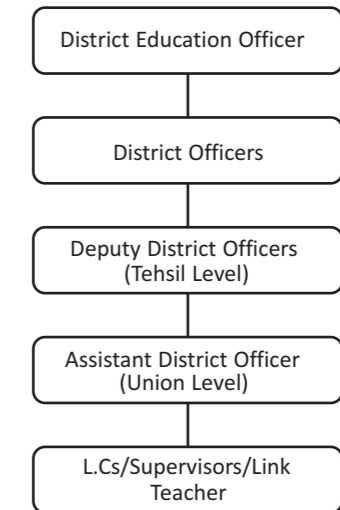 District Education Officer
District Officers
Deputy District Officers
(Tehsil Level)
Assistant District Officer
(Union Level)
L.Cs/Supervisors/Link
Teacher